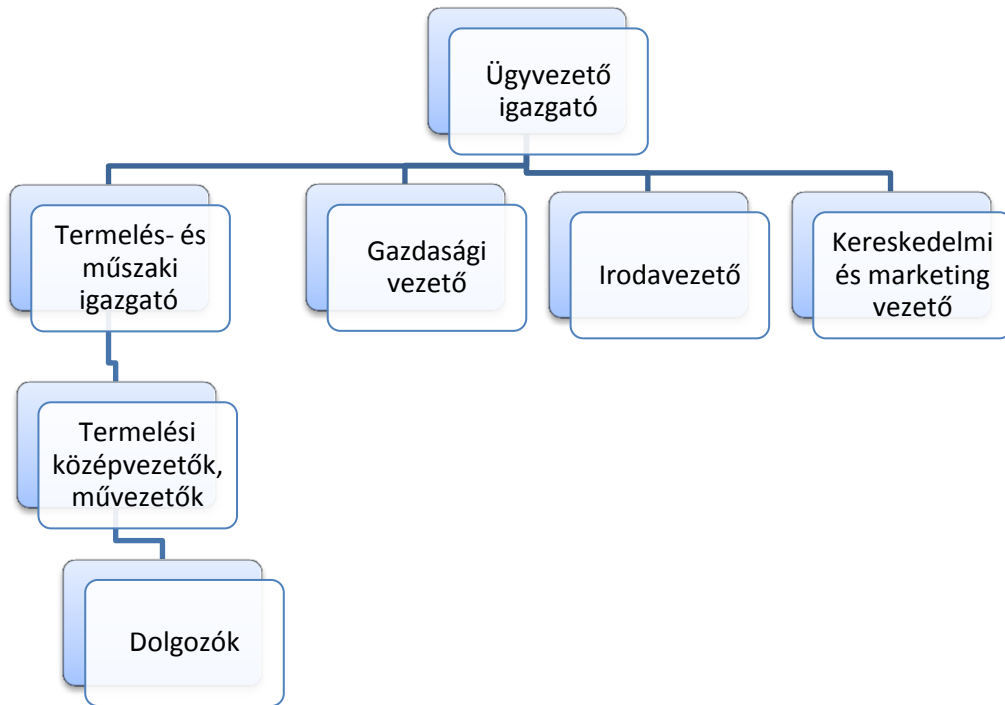 Ügyvezető
igazgató
Termelés- és
műszaki
igazgató
Gazdasági
vezető
Irodavezető
Kereskedelmi
és marketing
vezető
Termelési
középvezetők,
művezetők
Dolgozók